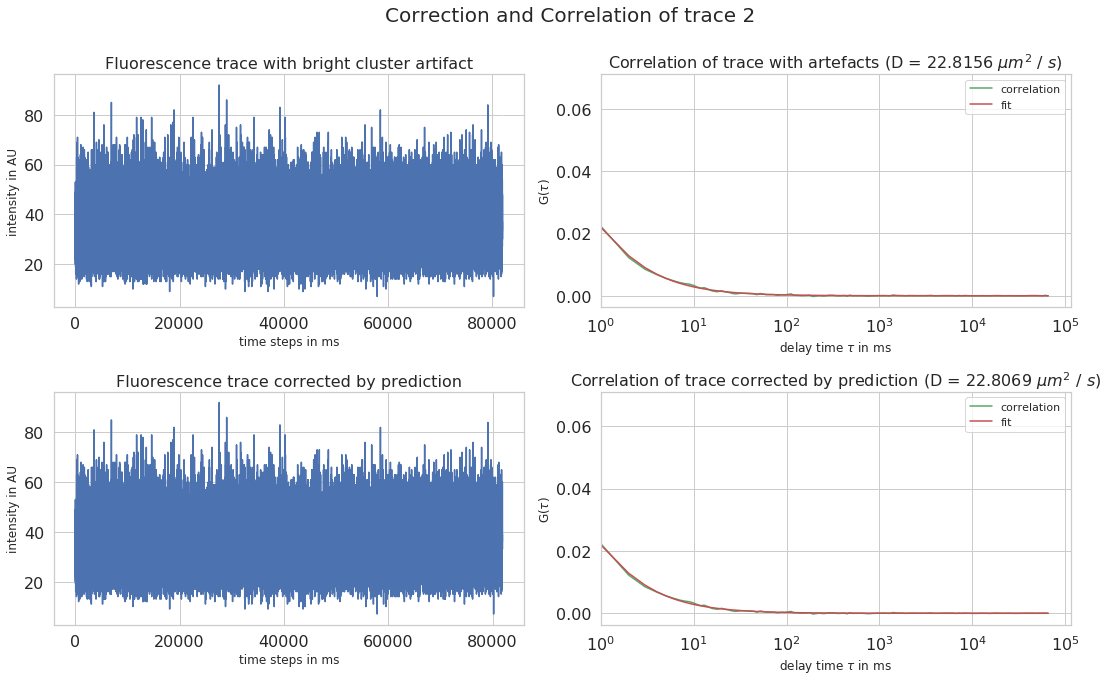 Correction and Correlation of trace 2
Fluorescence trace with bright cluster artifact
intensity in AU
80
60
40
20
0 20000 40000 60000 80000
time steps in ms
Correlation of trace with artefacts (D = 22.8156 μm² / s)
correlation
fit
G(τ)
0.06
0.04
0.02
0.00
10⁰ 10¹ 10² 10³ 10⁴ 10⁵
delay time τ in ms
Fluorescence trace corrected by prediction
intensity in AU
80
60
40
20
0 20000 40000 60000 80000
time steps in ms
Correlation of trace corrected by prediction (D = 22.8069 μm² / s)
correlation
fit
G(τ)
0.06
0.04
0.02
0.00
10⁰ 10¹ 10² 10³ 10⁴ 10⁵
delay time τ in ms